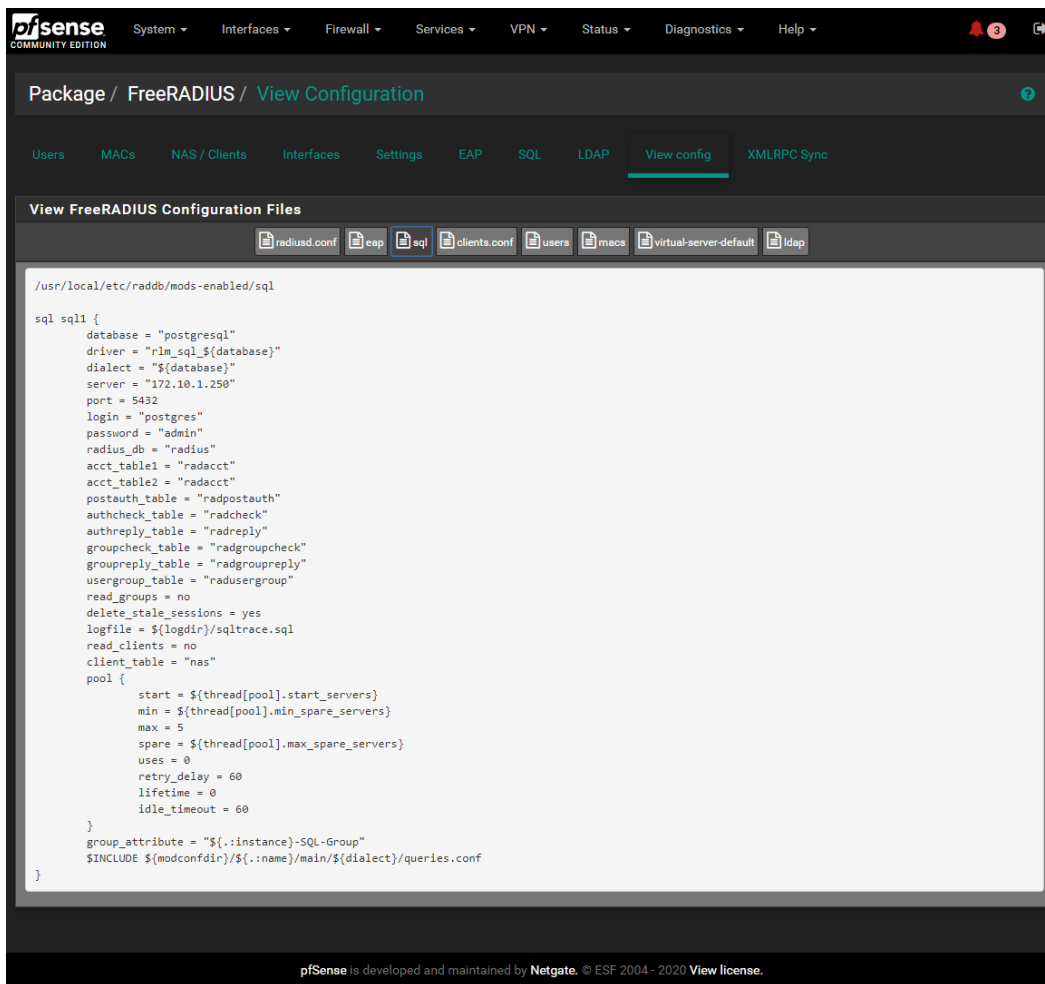 pfsense System Interfaces Firewall Services VPN Status Diagnostics Help 3
COMMUNITY EDITION
Package / FreeRADIUS / View Configuration
Users MACs NAS / Clients Interfaces Settings EAP SQL LDAP View config XMLRPC Sync
View FreeRADIUS Configuration Files
radiusd.conf eap sql clients.conf users macs virtual-server-default ldap
/usr/local/etc/raddb/mods-enabled/sql
sql sql1 {
database = "postgresql"
driver = "rlm_sql_${database}"
dialect = "${database}"
server = "172.10.1.250"
port = 5432
login = "postgres"
password = "admin"
radius_db = "radius"
acct_table1 = "radacct"
acct_table2 = "radacct"
postauth_table = "radpostauth"
authcheck_table = "radcheck"
authreply_table = "radreply"
groupcheck_table = "radgroupcheck"
groupreply_table = "radgroupreply"
usergroup_table = "radusergroup"
read_groups = no
delete_stale_sessions = yes
logfile = ${logdir}/sqltrace.sql
read_clients = no
client_table = "nas"
pool {
start = ${thread[pool].start_servers}
min = ${thread[pool].min_spare_servers}
max = 5
spare = ${thread[pool].max_spare_servers}
uses = 0
retry_delay = 60
lifetime = 0
idle_timeout = 60
}
group_attribute = "${.:instance}-SQL-Group"
$INCLUDE ${modconfdir}/${.:name}/main/${dialect}/queries.conf
}
pfSense is developed and maintained by Netgate. © ESF 2004 - 2020 View license.